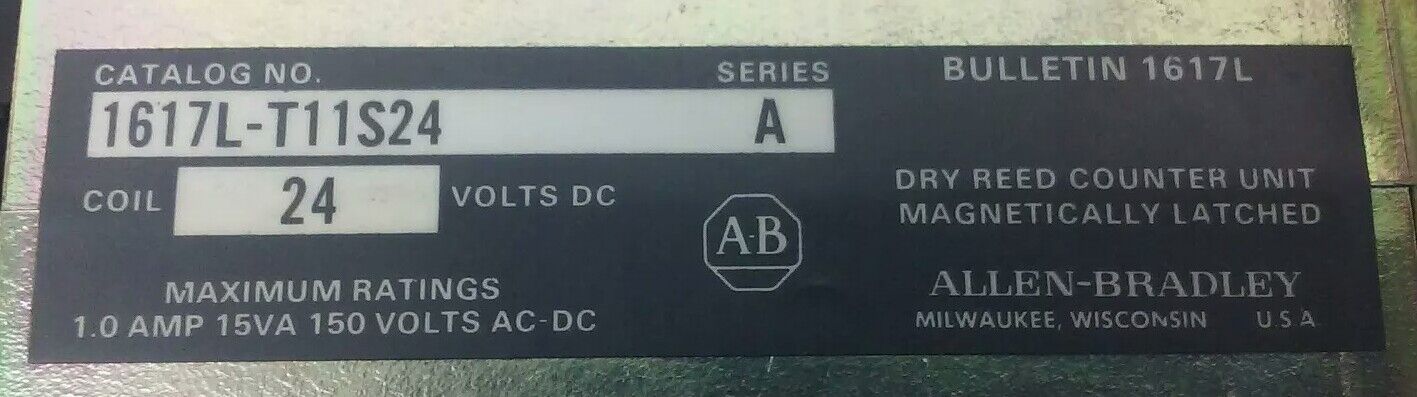 CATALOG NO. SERIES
1617L-T11S24 A
COIL 24 VOLTS DC
MAXIMUM RATINGS
1.0 AMP 15VA 150 VOLTS AC-DC
A-B
BULLETIN 1617L
DRY REED COUNTER UNIT
MAGNETICALLY LATCHED
ALLEN-BRADLEY
MILWAUKEE, WISCONSIN U.S.A.